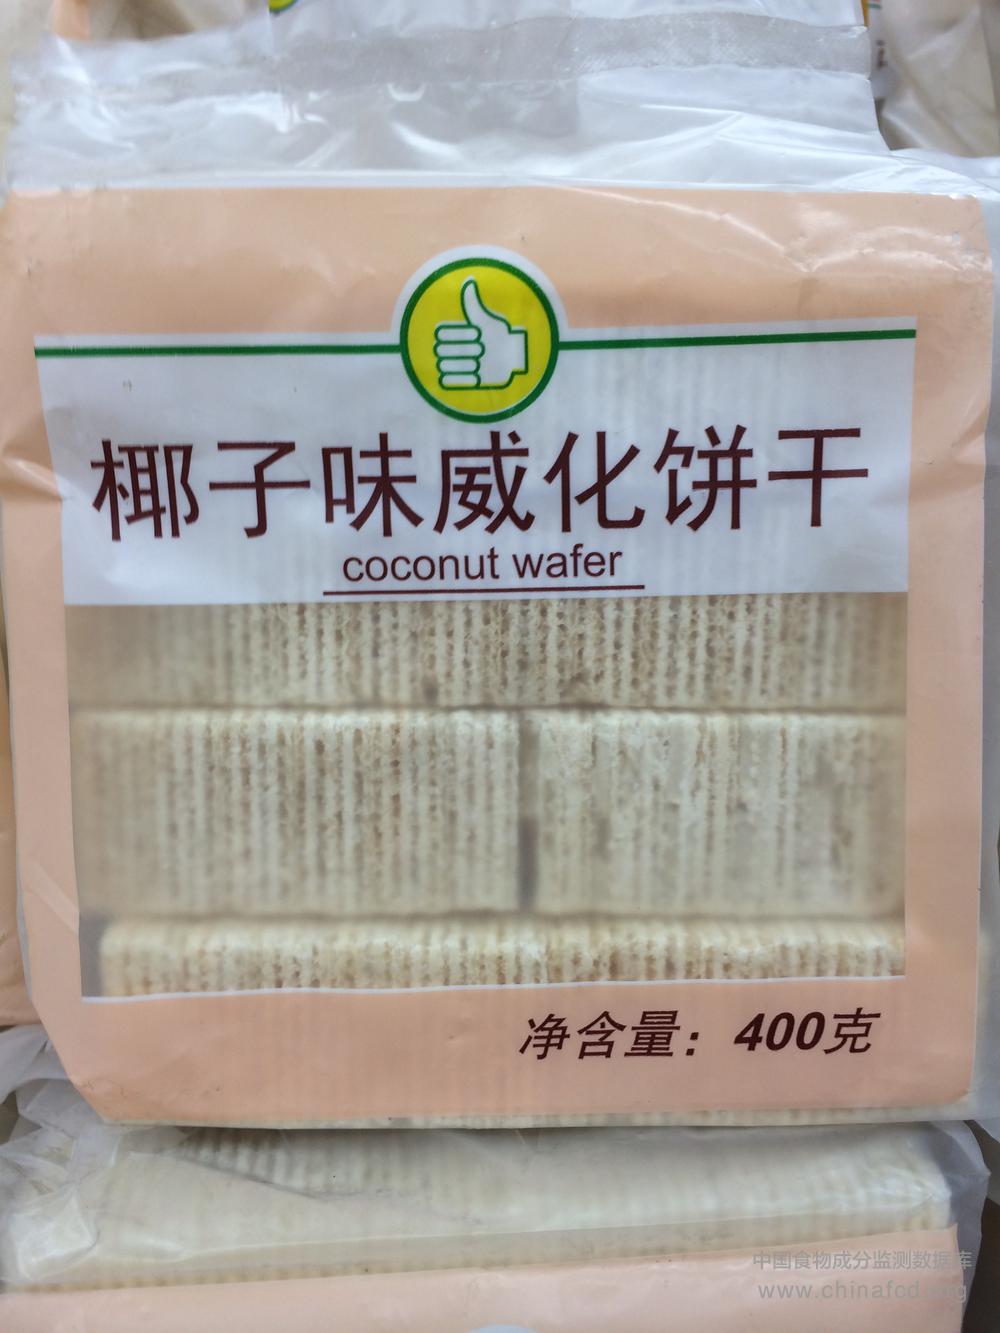 椰子味威化饼干
coconut wafer
净含量：400克
中国食物成分监测数据库
www.chinafcd.org